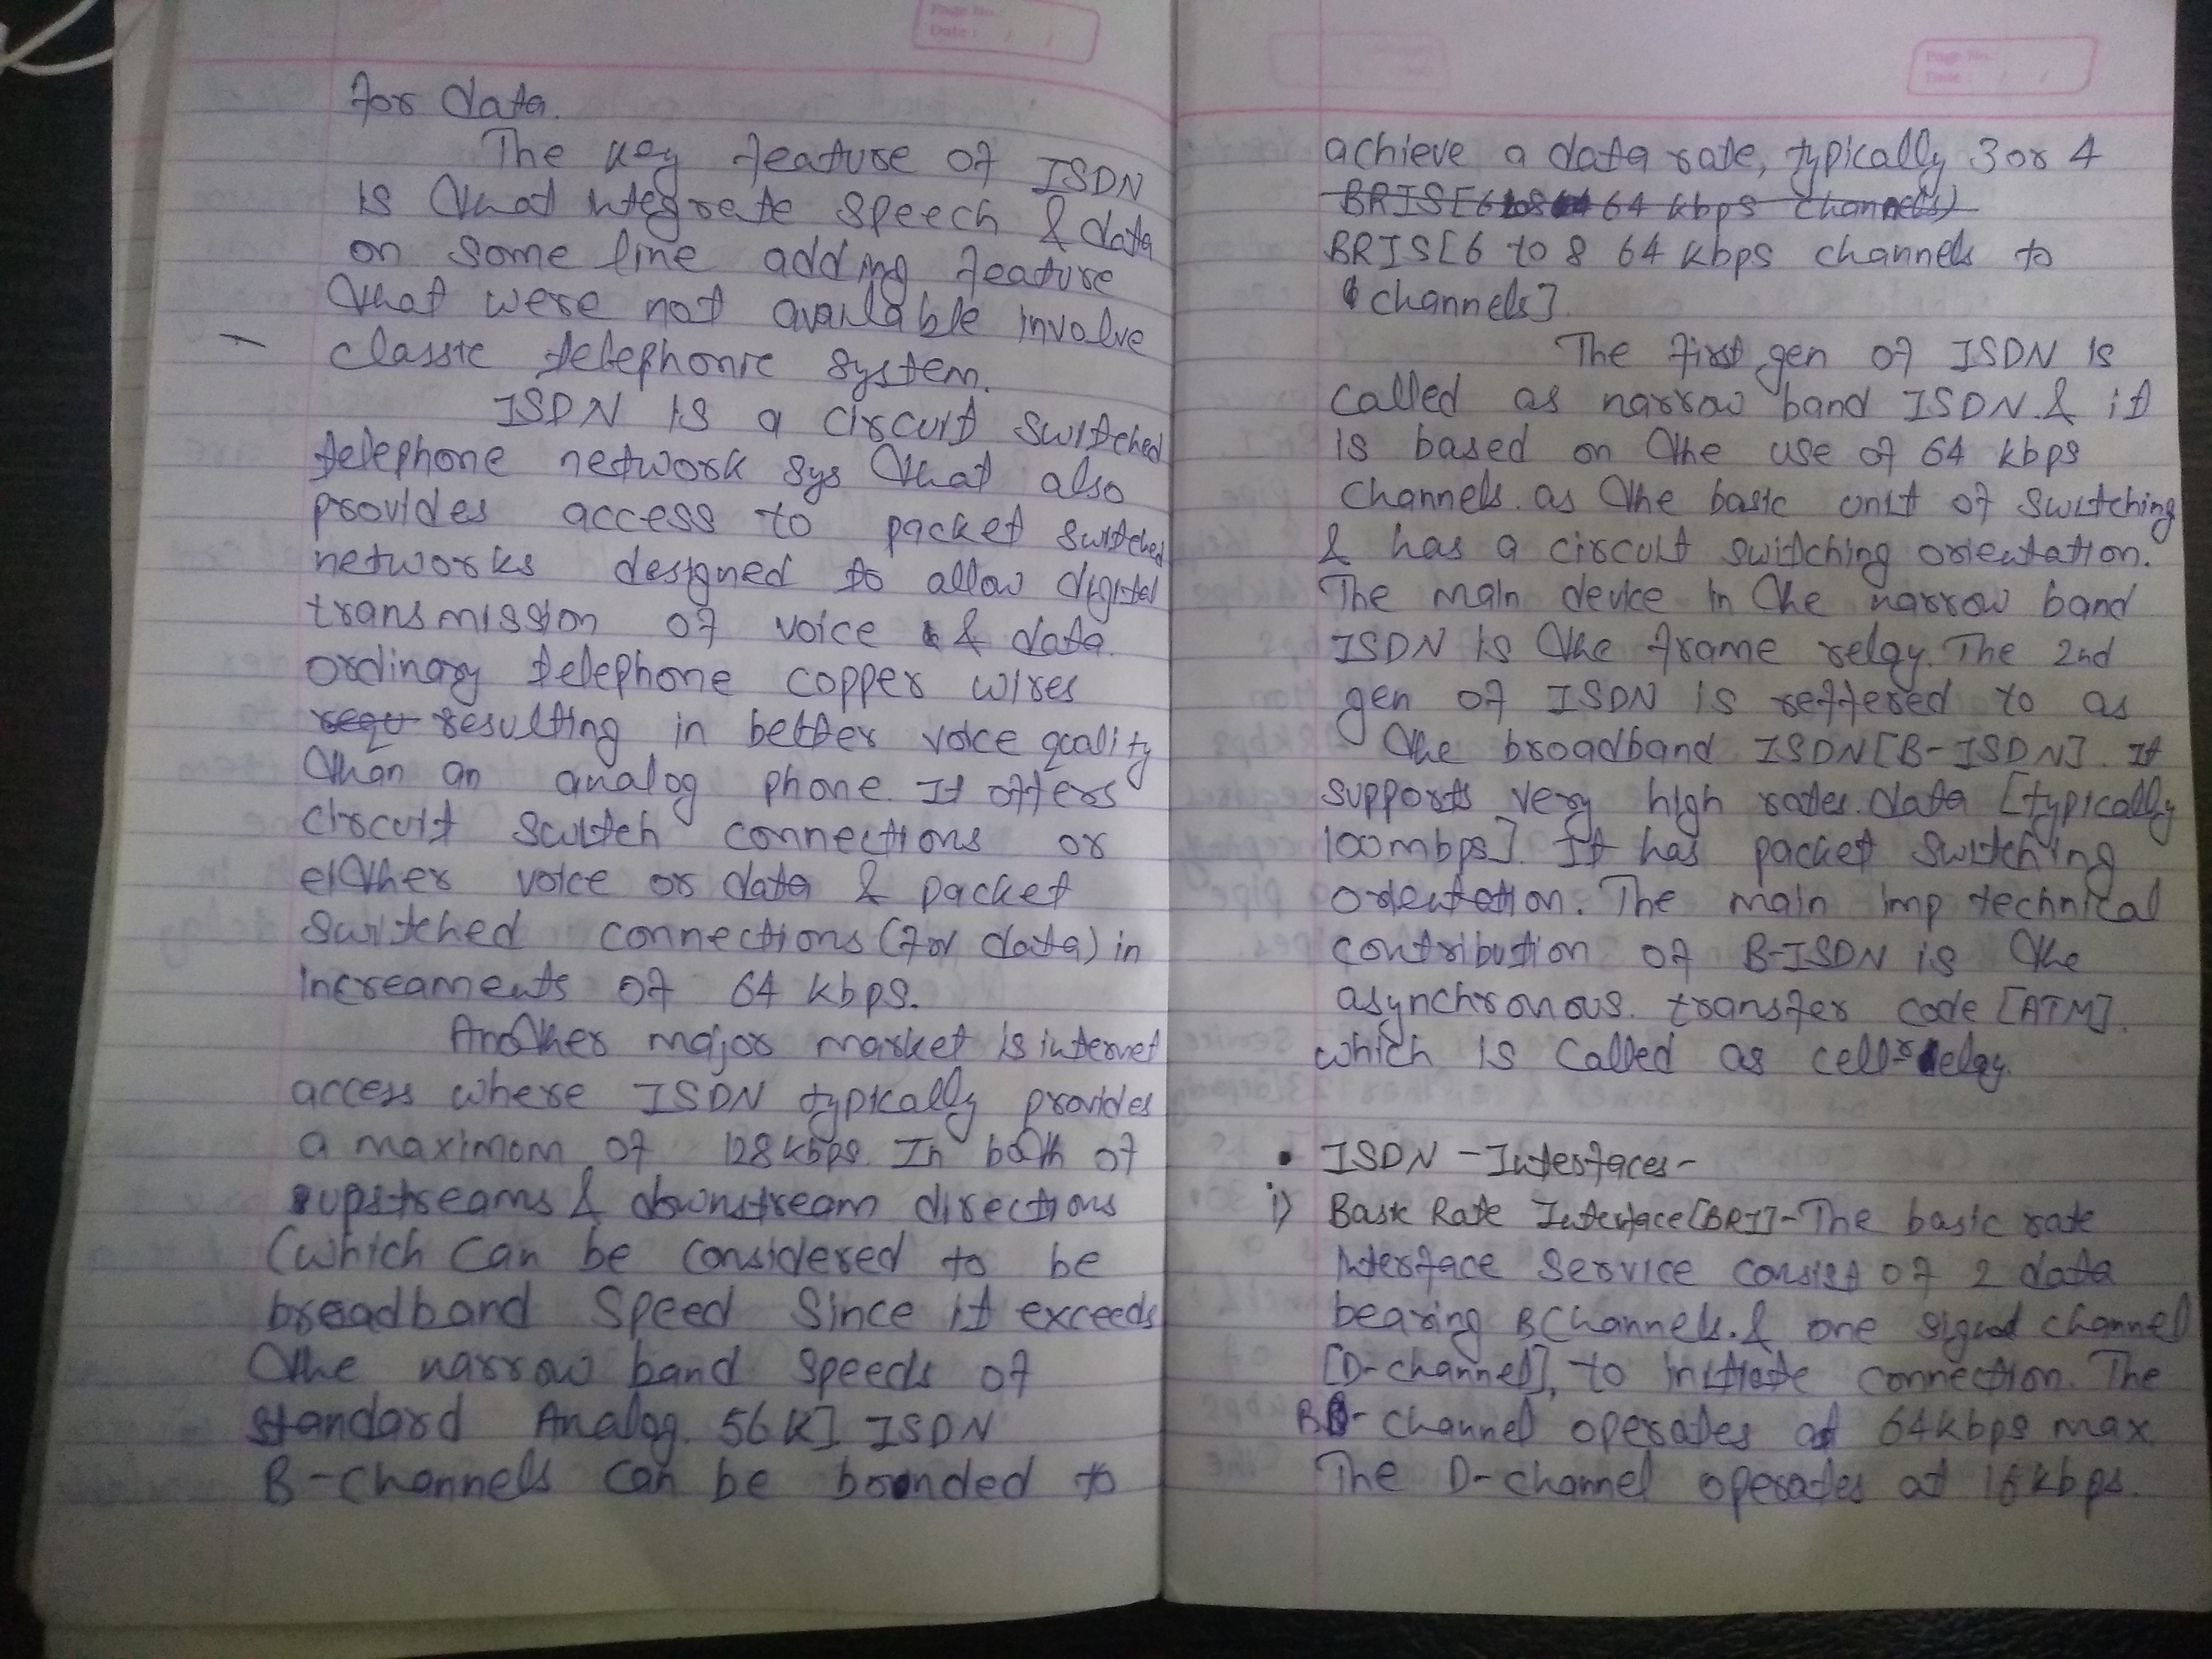 Page No.:
Date : / /
for data.
The key feature of ISDN
is that integrate speech & data
on some line adding feature
that were not available involve
classic telephonic system.
ISDN is a circuit switched
telephone network sys that also
provides access to packet switched
networks designed to allow digital
transmission of voice & data
ordinary telephone copper wires
requ resulting in better voice quality
than an analog phone. It offers
circuit switch connections or
either voice or data & packet
switched connections (for data) in
increaments of 64 kbps.
Another major market is internet
access where ISDN typically provides
a maximum of 128 kbps. In both of
upstreams & downstream directions
(which can be considered to be
broadband speed since it exceeds
the narrow band speeds of
standard Analog. 56K]. ISDN
B-channels can be bonded to
Page No.:
Date : / /
achieve a data rate, typically 3 or 4
BRIS[6 to 8 64 kbps channels)
BRIS[6 to 8 64 kbps channels to
channels].
The first gen of ISDN is
called as narrow band ISDN. & it
is based on the use of 64 kbps
channels. as the basic unit of switching
& has a circuit switching orientation.
The main device in the narrow band
ISDN is the frame relay. The 2nd
gen of ISDN is reffered to as
the broadband ISDN[B-ISDN]. It
supports very high rates. data [typically
100mbps]. It has packet switching
orientation. The main imp technical
contribution of B-ISDN is the
asynchronous. transfer code [ATM].
which is called as cell-relay.
• ISDN - Interfaces -
i) Basic Rate Interface[BRI]-The basic rate
interface service consist of 2 data
bearing B channels. & one signal channel
[D-channel], to initiate connection. The
B- channel operates at 64kbps max.
The D-channel operates at 16kbps.